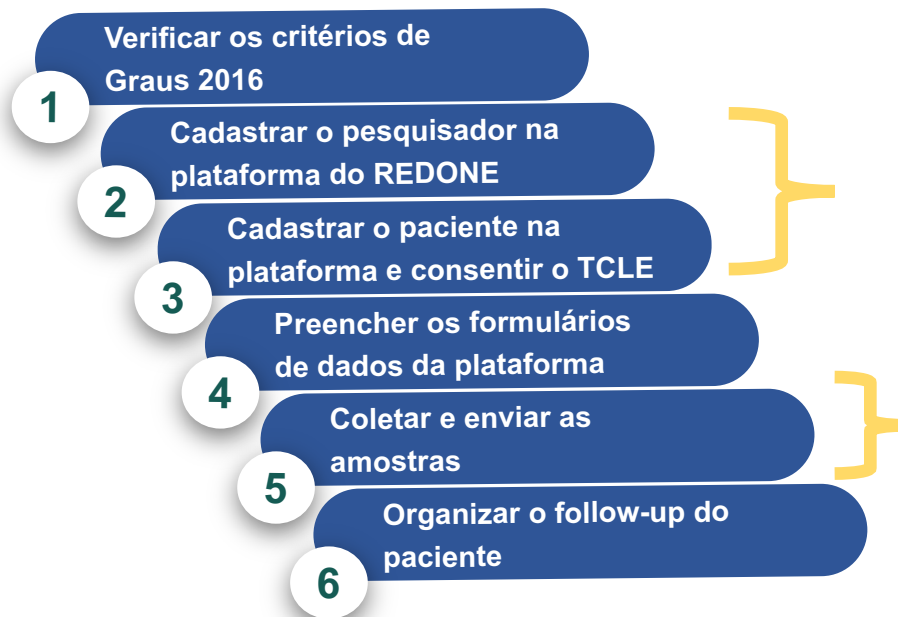 Verificar os critérios de
Graus 2016
1
Cadastrar o pesquisador na
plataforma do REDONE
2
Cadastrar o paciente na
plataforma e consentir o TCLE
3
Preencher os formulários
de dados da plataforma
4
Coletar e enviar as
amostras
5
Organizar o follow-up do
paciente
6